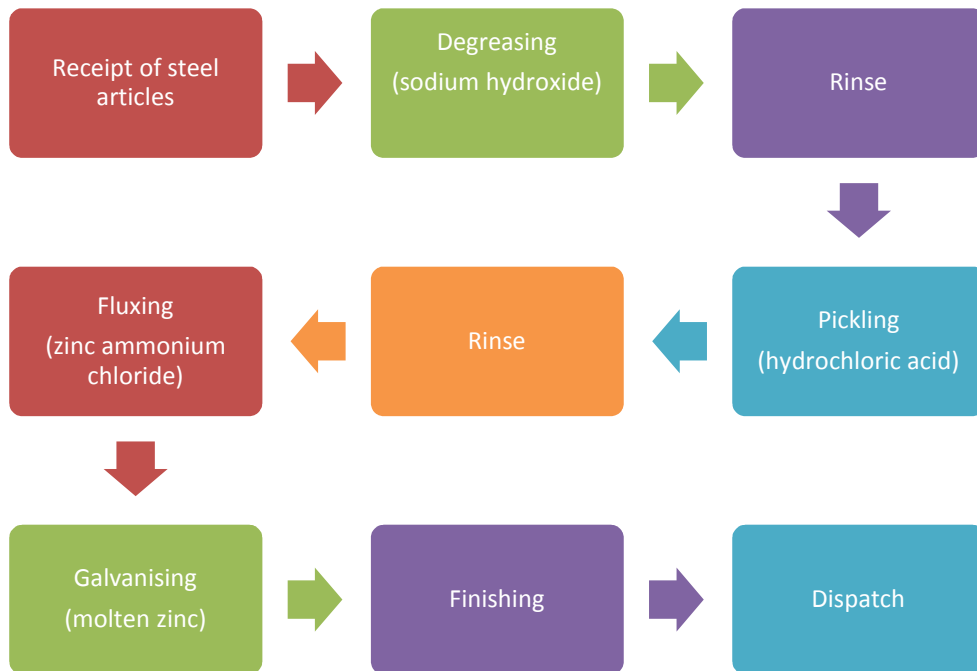 Receipt of steel
articles
Degreasing
(sodium hydroxide)
Rinse
Pickling
(hydrochloric acid)
Rinse
Fluxing
(zinc ammonium
chloride)
Galvanising
(molten zinc)
Finishing
Dispatch